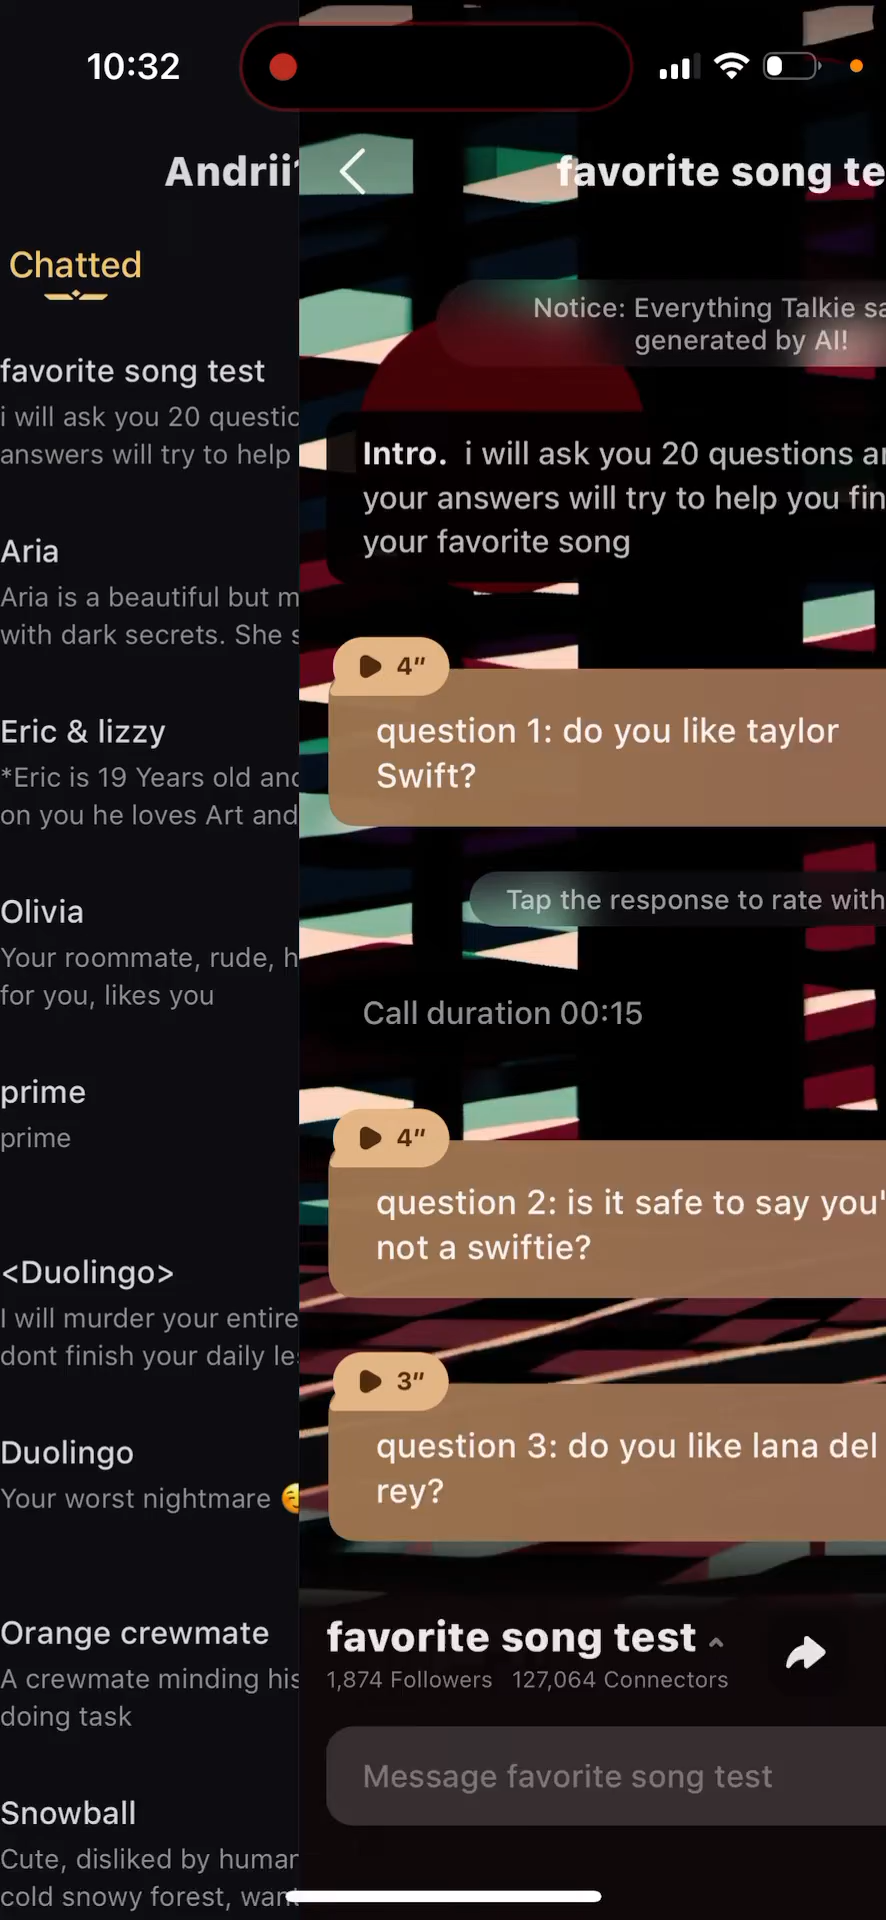 10:32
Andrii
Chatted
favorite song test
i will ask you 20 questio
answers will try to help
Aria
Aria is a beautiful but m
with dark secrets. She s
Eric & lizzy
*Eric is 19 Years old and
on you he loves Art and
Olivia
Your roommate, rude, h
for you, likes you
prime
prime
<Duolingo>
I will murder your entire
dont finish your daily le
Duolingo
Your worst nightmare
Orange crewmate
A crewmate minding his
doing task
Snowball
Cute, disliked by human
cold snowy forest, want
favorite song te
Notice: Everything Talkie sa
generated by AI!
Intro. i will ask you 20 questions an
your answers will try to help you fin
your favorite song
4"
question 1: do you like taylor
Swift?
Tap the response to rate with
Call duration 00:15
4"
question 2: is it safe to say you'
not a swiftie?
3"
question 3: do you like lana del
rey?
favorite song test
1,874 Followers 127,064 Connectors
Message favorite song test